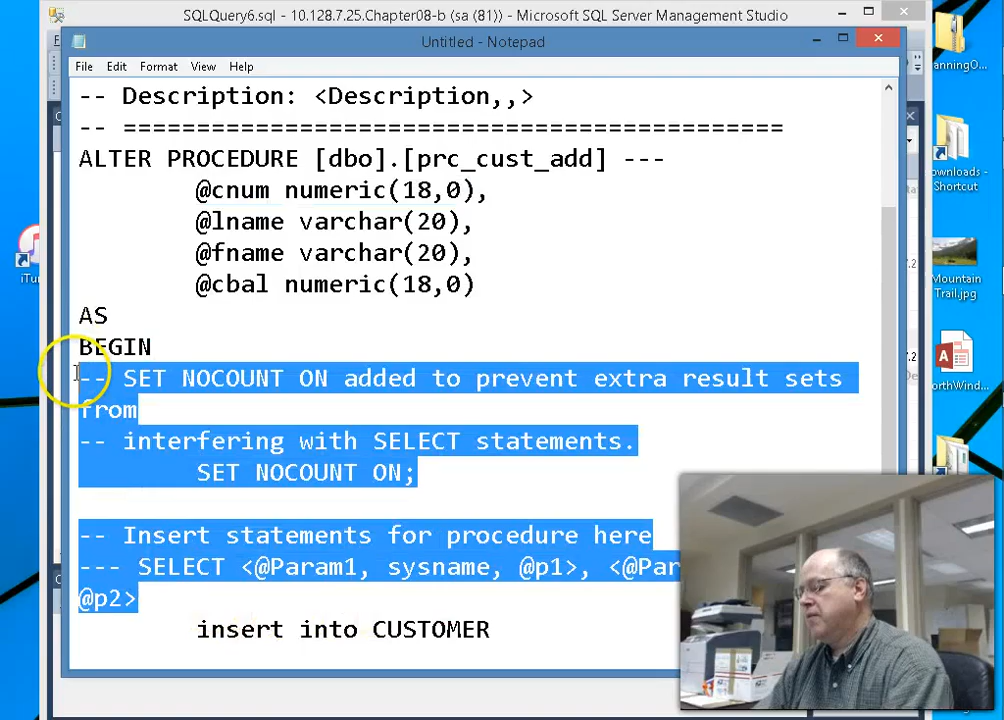 SQLQuery6.sql - 10.128.7.25.Chapter08-b (sa (81)) - Microsoft SQL Server Management Studio
Untitled - Notepad
File Edit Format View Help
-- Description: <Description,,>
-- =============================================
ALTER PROCEDURE [dbo].[prc_cust_add] ---
@cnum numeric(18,0),
@lname varchar(20),
@fname varchar(20),
@cbal numeric(18,0)
AS
BEGIN
-- SET NOCOUNT ON added to prevent extra result sets
from
-- interfering with SELECT statements.
SET NOCOUNT ON;
-- Insert statements for procedure here
--- SELECT <@Param1, sysname, @p1>, <@Par
@p2>
insert into CUSTOMER
anningO...
ownloads -
Shortcut
Mountain
Trail.jpg
orthWind...
iTu